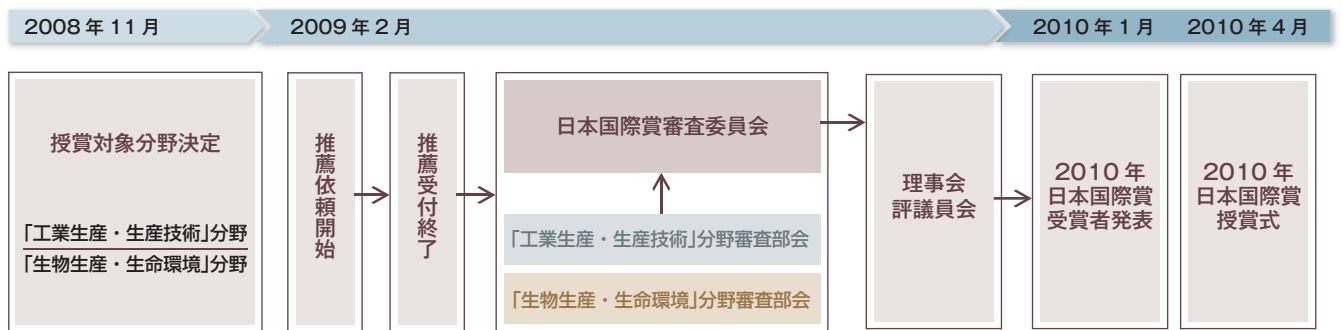 2008年11月
2009年2月
2010年1月
2010年4月
授賞対象分野決定
「工業生産・生産技術」分野
「生物生産・生命環境」分野
推薦依頼開始
推薦受付終了
日本国際賞審査委員会
「工業生産・生産技術」分野審査部会
「生物生産・生命環境」分野審査部会
理事会
評議員会
2010年
日本国際賞
受賞者発表
2010年
日本国際賞
授賞式